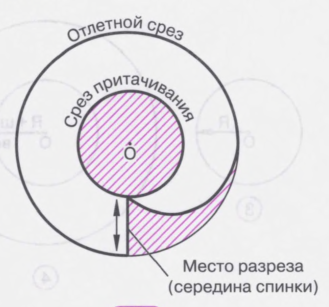 Отлетной срез
Срез притачивания
O
Место разреза
(середина спинки)